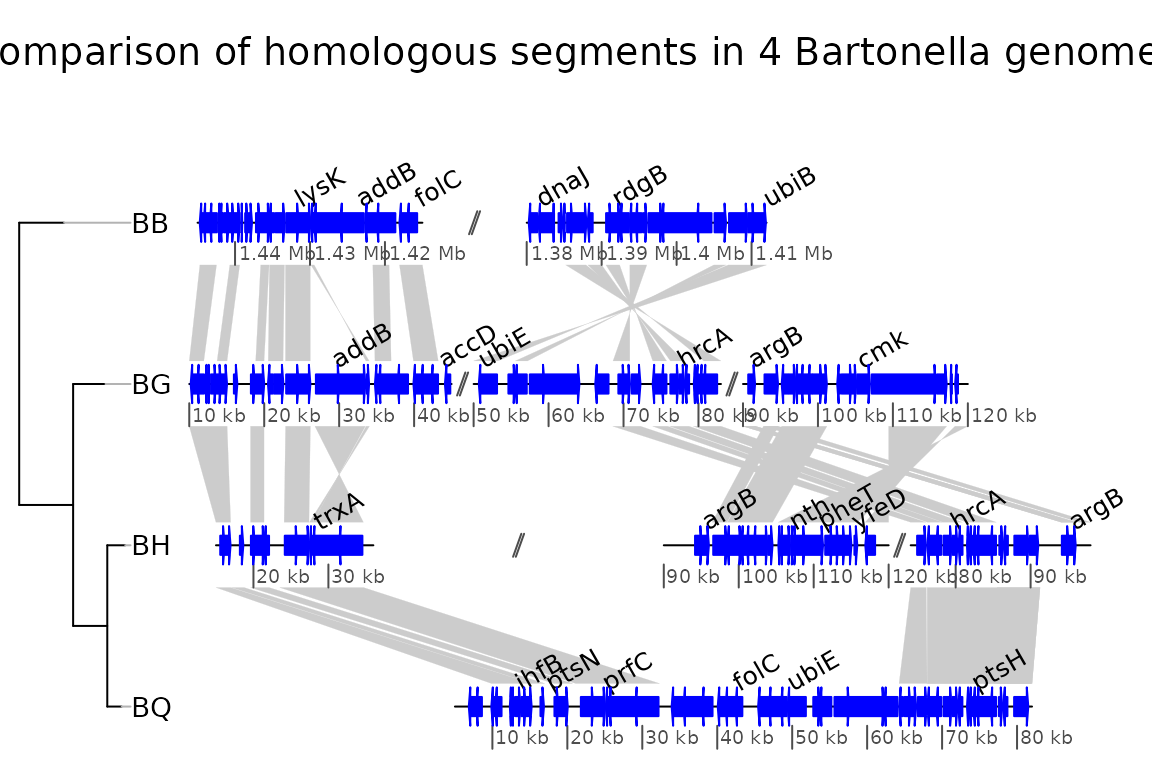 omparison of homologous segments in 4 Bartonella genome
lysK addB folC dnaJ rdgB ubiB
BB // 
1.44 Mb 1.43 Mb 1.42 Mb 1.38 Mb 1.39 Mb 1.4 Mb 1.41 Mb
addB accD ubiE hrcA argB cmk
BG // //
10 kb 20 kb 30 kb 40 kb 50 kb 60 kb 70 kb 80 kb 90 kb 100 kb 110 kb 120 kb
trxA argB nth pheT yfeD hrcA argB
BH // //
20 kb 30 kb 90 kb 100 kb 110 kb 120 kb 80 kb 90 kb
ihfB ptsN prfC folC ubiE ptsH
BQ
10 kb 20 kb 30 kb 40 kb 50 kb 60 kb 70 kb 80 kb